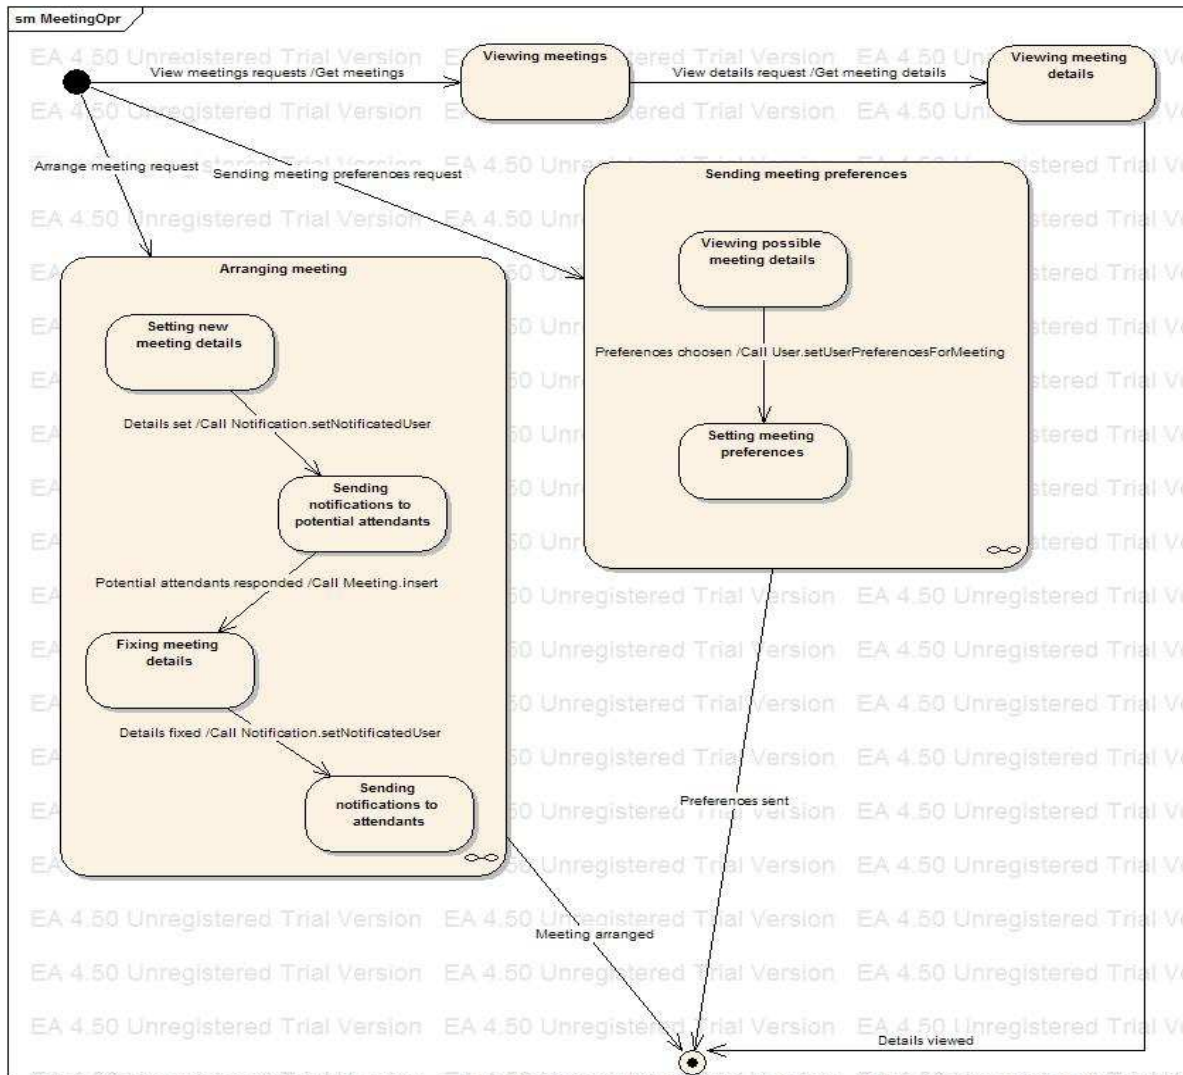 sm MeetingOpr
EA 4.50 Unregistered Trial Version
View meetings requests /Get meetings
Viewing meetings
View details request /Get meeting details
Viewing meeting
details
Arrange meeting request
Sending meeting preferences request
Sending meeting preferences
Viewing possible
meeting details
Preferences choosen /Call User.setUserPreferencesForMeeting
Setting meeting
preferences
Arranging meeting
Setting new
meeting details
Details set /Call Notification.setNotificatedUser
Sending
notifications to
potential attendants
Potential attendants responded /Call Meeting.insert
Fixing meeting
details
Details fixed /Call Notification.setNotificatedUser
Sending
notifications to
attendants
Preferences sent
Meeting arranged
Details viewed